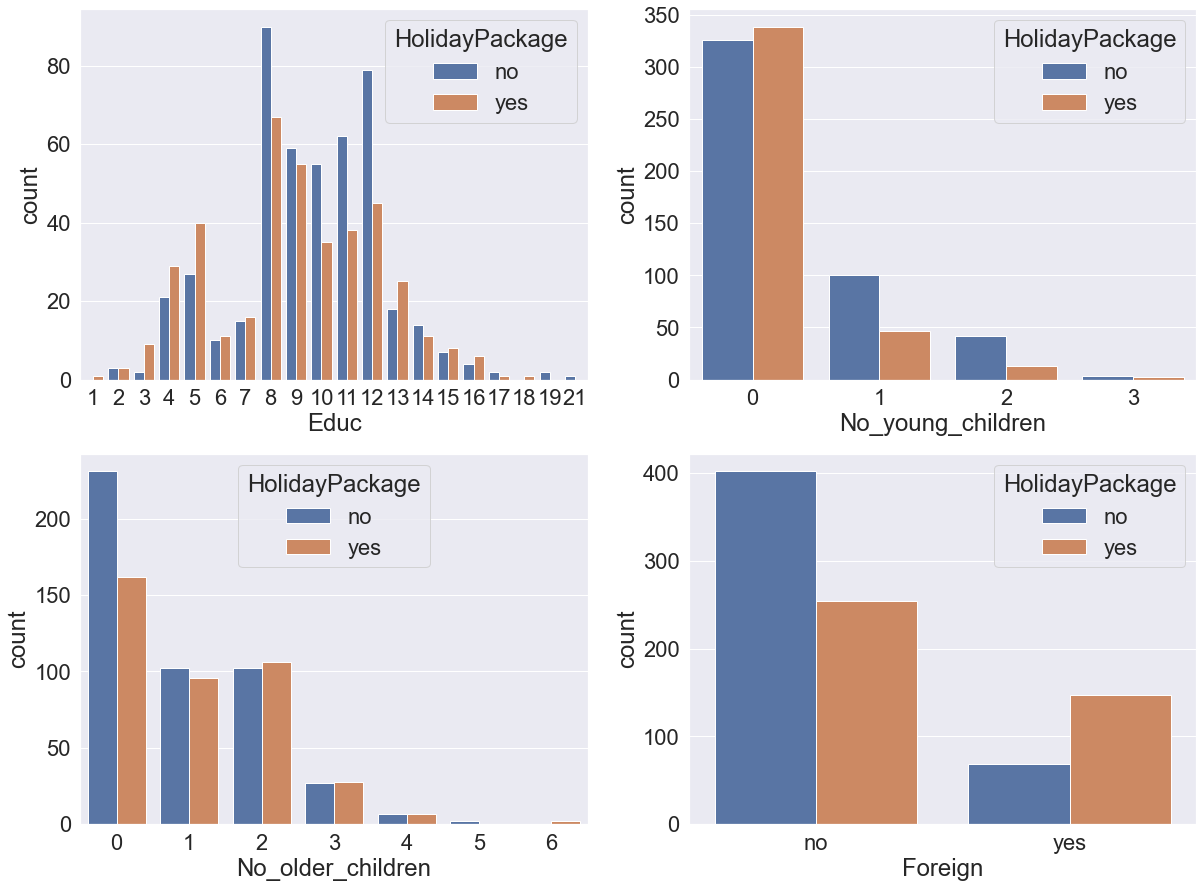 HolidayPackage
no
yes
count
80
60
40
20
0
1 2 3 4 5 6 7 8 9 10 11 12 13 14 15 16 17 18 19 21
Educ
HolidayPackage
no
yes
count
350
300
250
200
150
100
50
0
0 1 2 3
No_young_children
HolidayPackage
no
yes
count
200
150
100
50
0
0 1 2 3 4 5 6
No_older_children
HolidayPackage
no
yes
count
400
300
200
100
0
no yes
Foreign